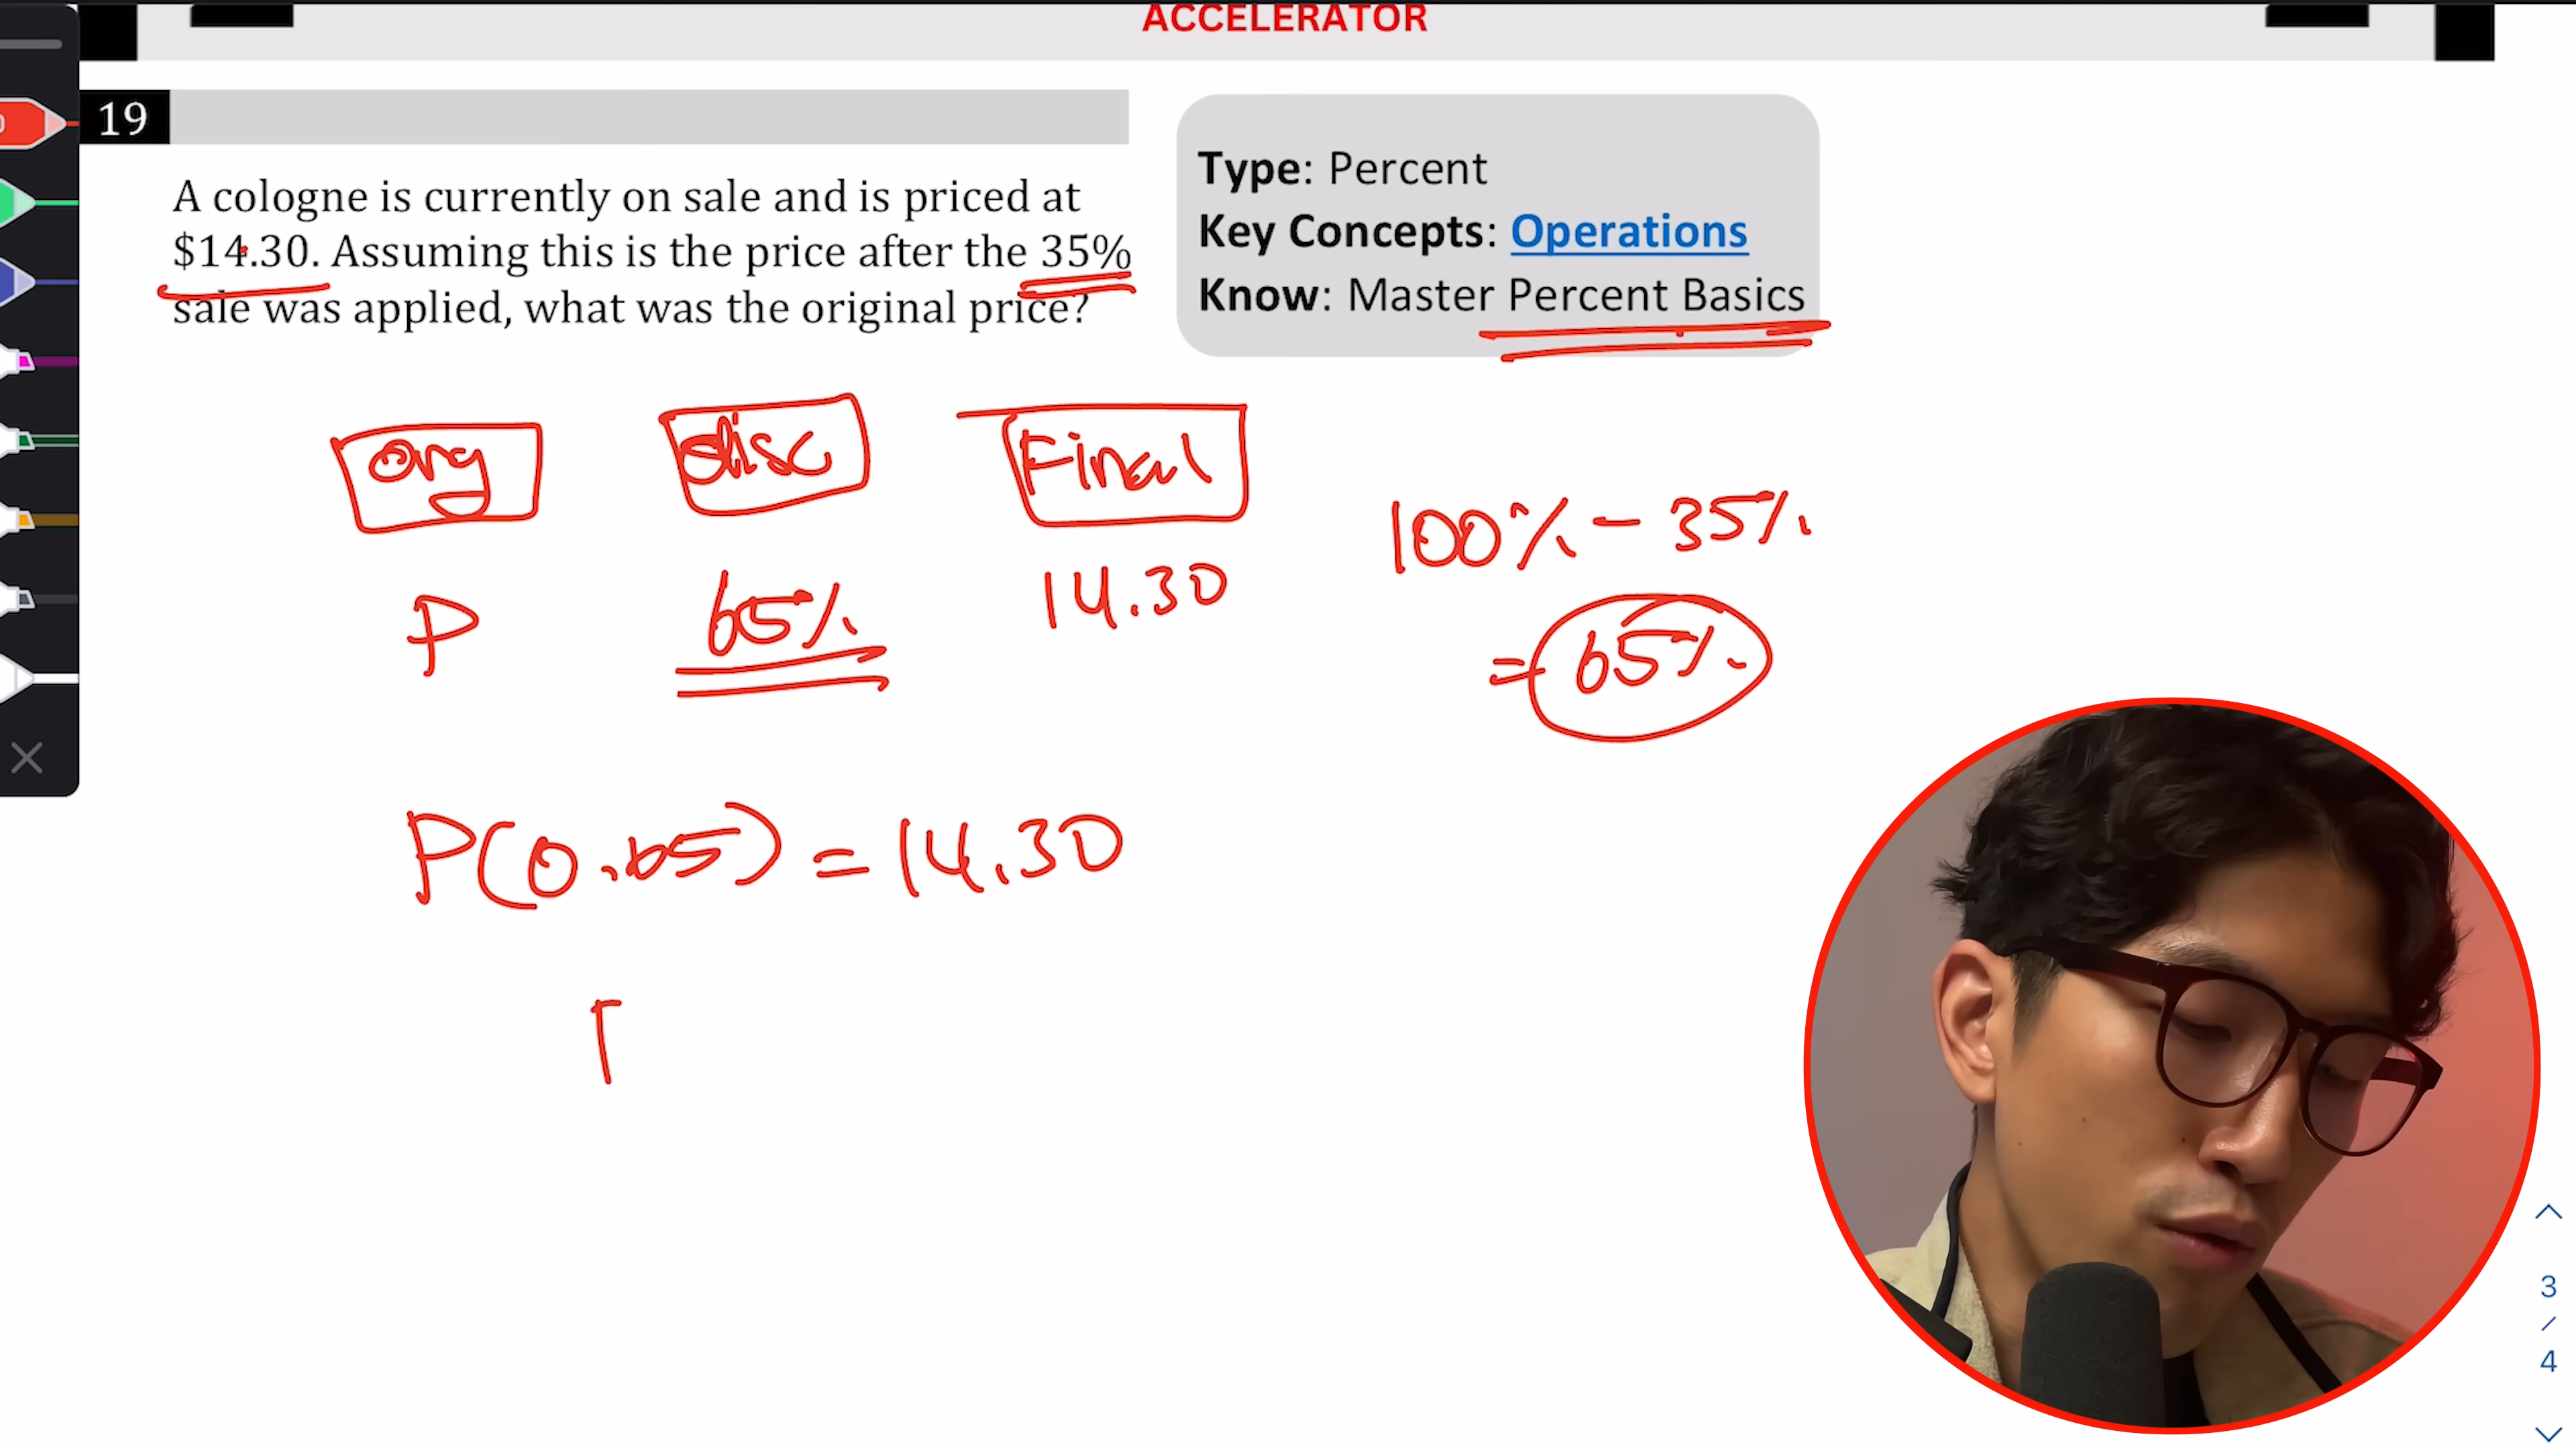 ACCELERATOR
19
A cologne is currently on sale and is priced at
$14.30. Assuming this is the price after the 35%
sale was applied, what was the original price?
Type: Percent
Key Concepts: Operations
Know: Master Percent Basics
Org disc Final
P 65% 14.30
100% - 35%
= 65%
P(0.65) = 14.30
3
/
4